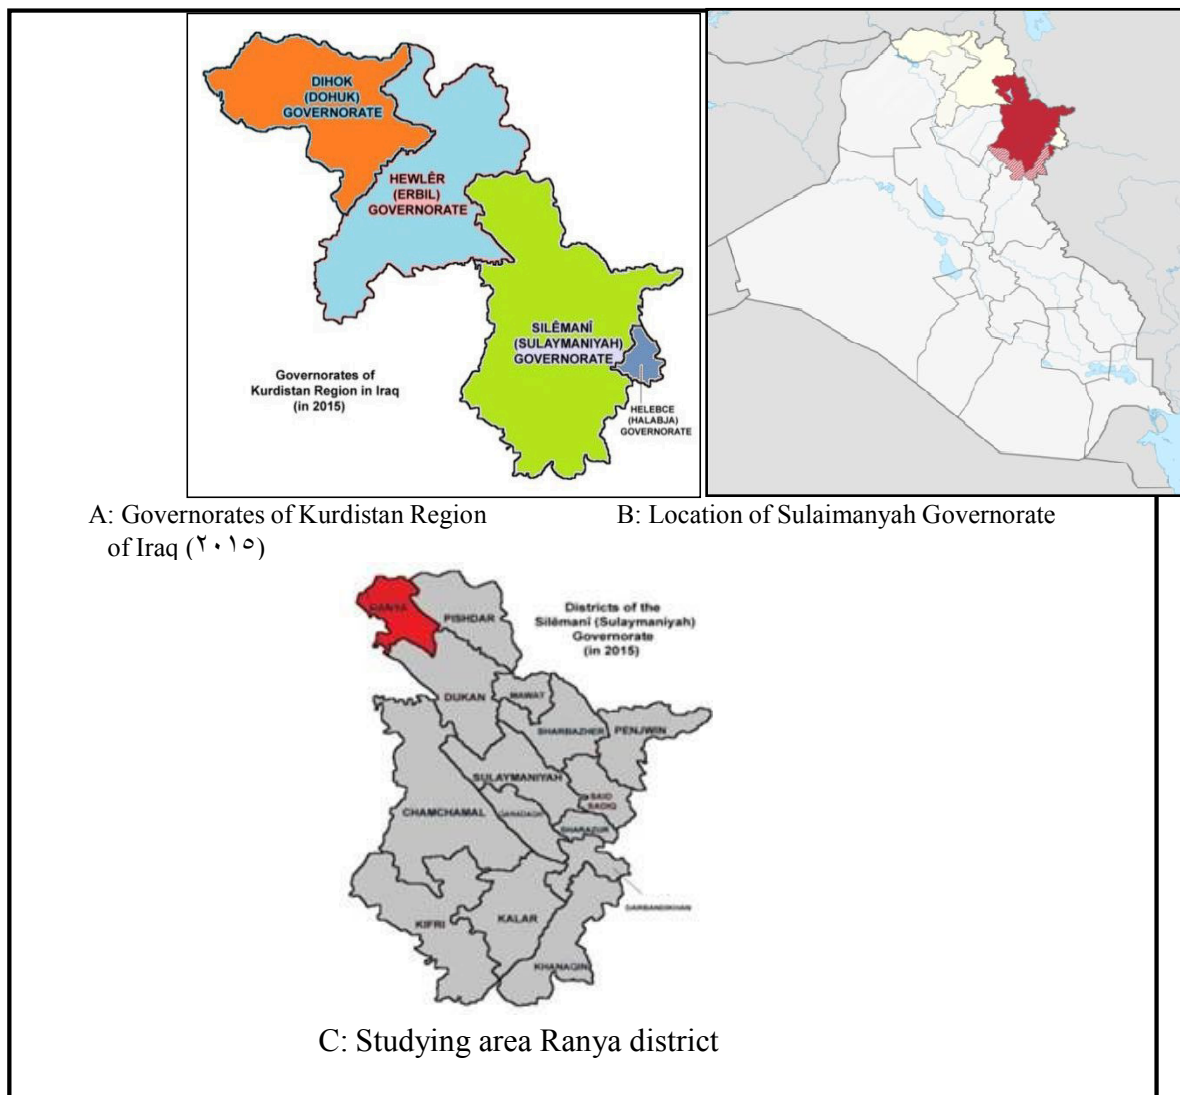 DIHOK
(DOHUK)
GOVERNORATE
HEWLÊR
(ERBIL)
GOVERNORATE
SILÊMANÎ
(SULAYMANIYAH)
GOVERNORATE
Governorates of
Kurdistan Region in Iraq
(in 2015)
HELEBCE
(HALABJA)
GOVERNORATE
A: Governorates of Kurdistan Region
of Iraq (٢٠١٥)
B: Location of Sulaimanyah Governorate
RANYA
PISHDAR
Districts of the
Silêmanî (Sulaymaniyah)
Governorate
(in 2015)
DUKAN
MAWAT
SHARBAZHER
PENJWIN
SULAYMANIYAH
SAID
SADIQ
CHAMCHAMAL
QARADAGH
SHARAZUR
DARBANDIKHAN
KIFRI
KALAR
KHANAQIN
C: Studying area Ranya district